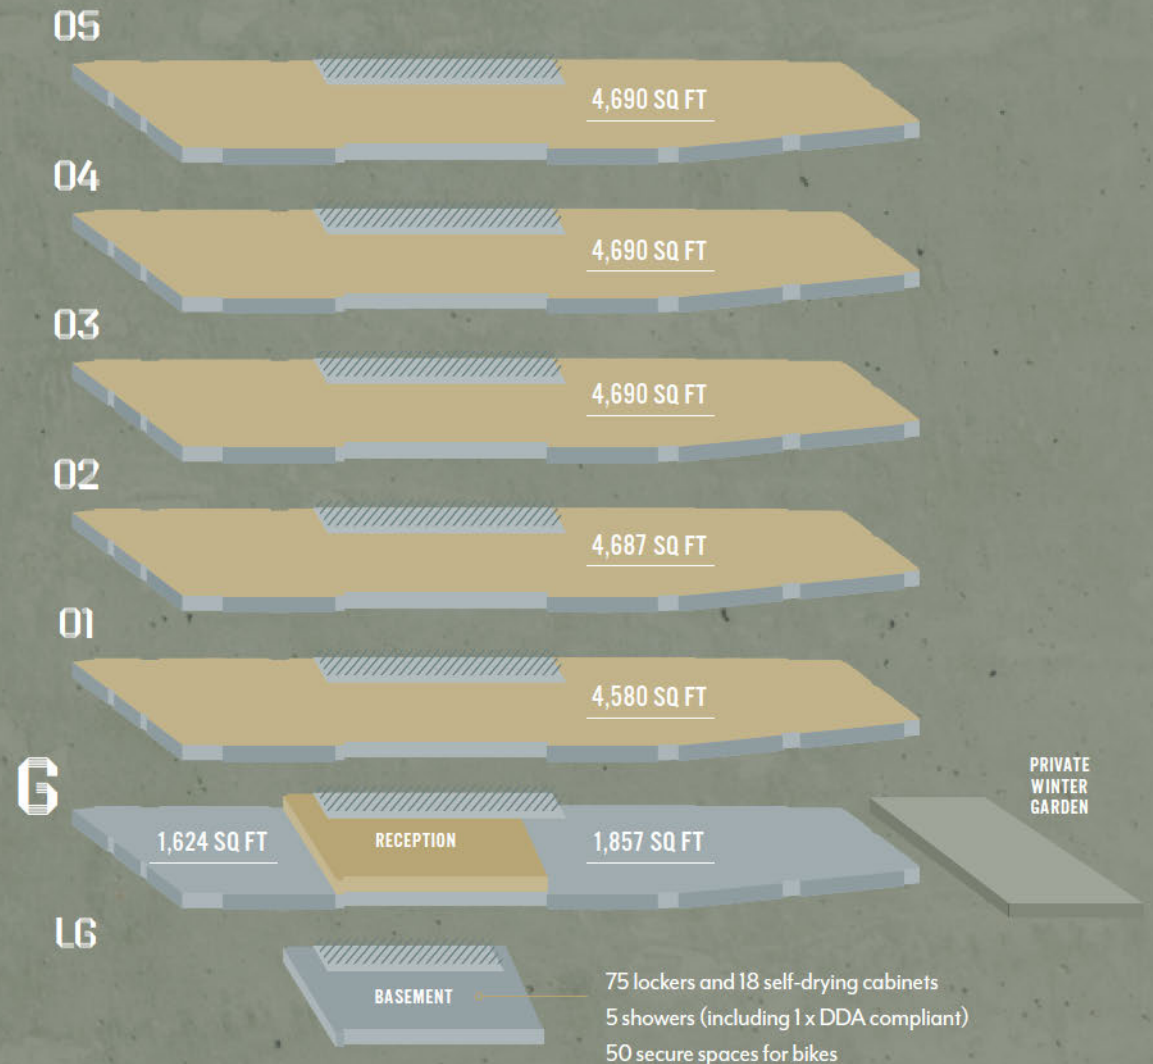 05
4,690 SQ FT
04
4,690 SQ FT
03
4,690 SQ FT
02
4,687 SQ FT
01
4,580 SQ FT
G
PRIVATE
WINTER
GARDEN
1,624 SQ FT
RECEPTION
1,857 SQ FT
LG
BASEMENT
75 lockers and 18 self-drying cabinets
5 showers (including 1 x DDA compliant)
50 secure spaces for bikes